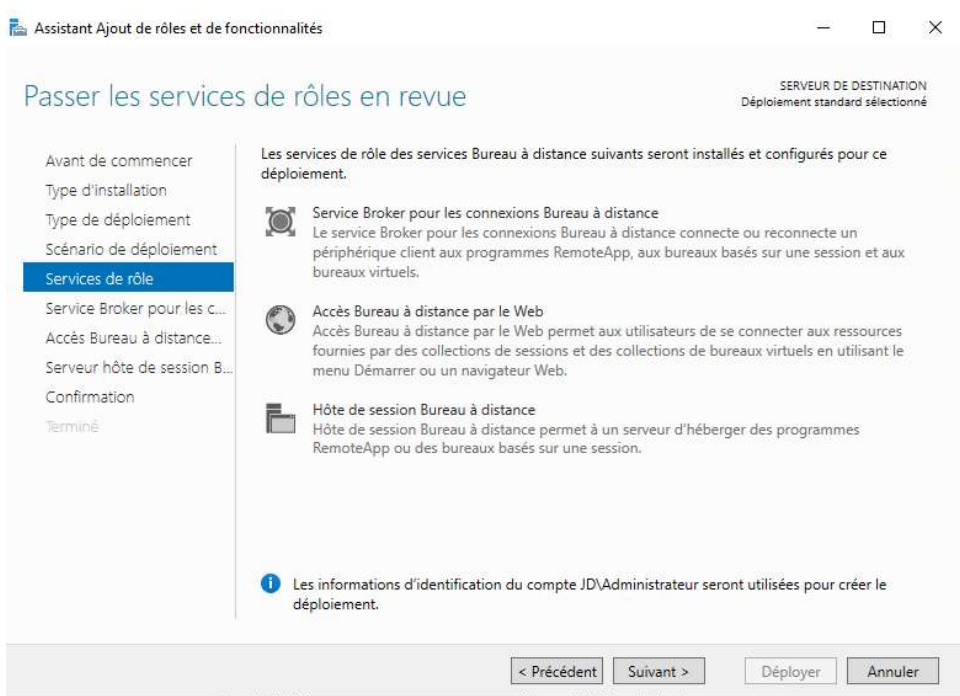 Assistant Ajout de rôles et de fonctionnalités
Passer les services de rôles en revue
SERVEUR DE DESTINATION
Déploiement standard sélectionné
Avant de commencer
Type d'installation
Type de déploiement
Scénario de déploiement
Services de rôle
Service Broker pour les c...
Accès Bureau à distance...
Serveur hôte de session B...
Confirmation
Terminé
Les services de rôle des services Bureau à distance suivants seront installés et configurés pour ce
déploiement.
Service Broker pour les connexions Bureau à distance
Le service Broker pour les connexions Bureau à distance connecte ou reconnecte un
périphérique client aux programmes RemoteApp, aux bureaux basés sur une session et aux
bureaux virtuels.
Accès Bureau à distance par le Web
Accès Bureau à distance par le Web permet aux utilisateurs de se connecter aux ressources
fournies par des collections de sessions et des collections de bureaux virtuels en utilisant le
menu Démarrer ou un navigateur Web.
Hôte de session Bureau à distance
Hôte de session Bureau à distance permet à un serveur d'héberger des programmes
RemoteApp ou des bureaux basés sur une session.
Les informations d'identification du compte JD\Administrateur seront utilisées pour créer le
déploiement.
< Précédent
Suivant >
Déployer
Annuler